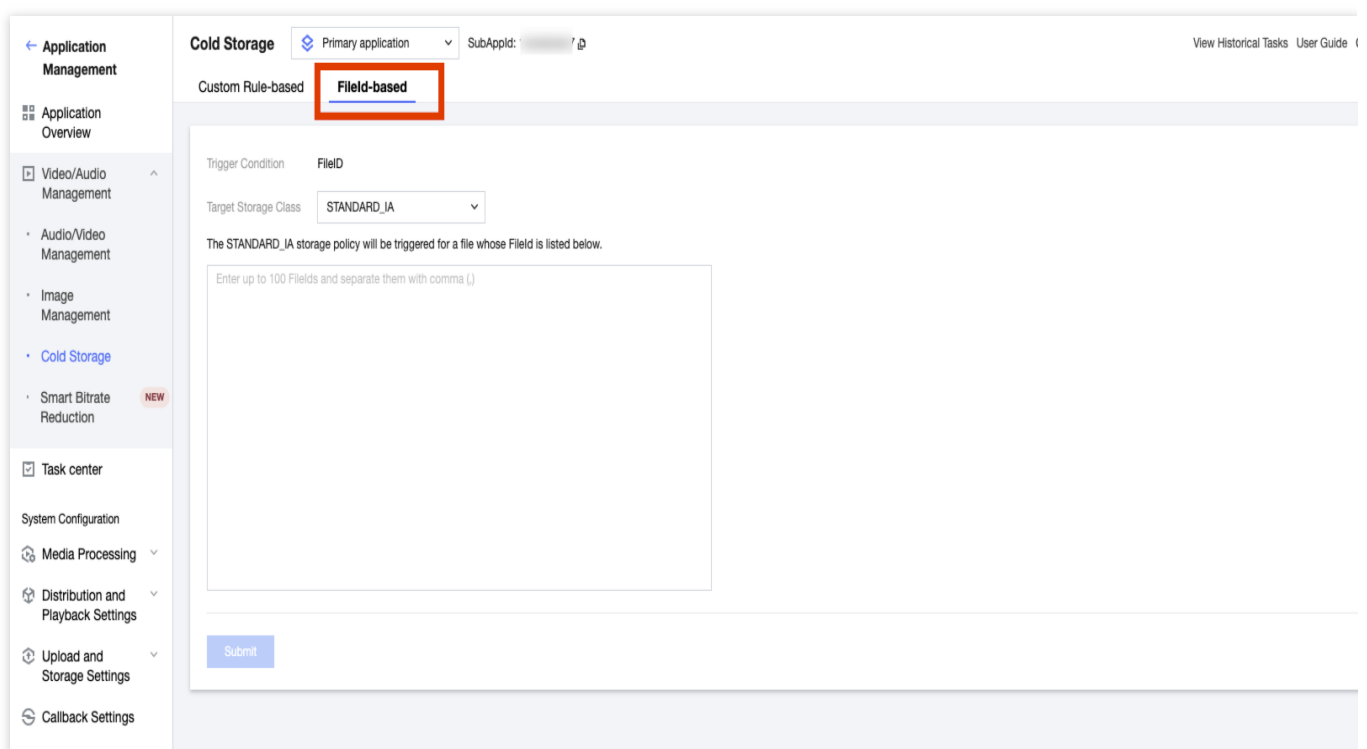 Application
Management
Application
Overview
Video/Audio
Management
Audio/Video
Management
Image
Management
Cold Storage
Smart Bitrate
Reduction
NEW
Task center
System Configuration
Media Processing
Distribution and
Playback Settings
Upload and
Storage Settings
Callback Settings
Cold Storage
Primary application
SubAppId:
View Historical Tasks
User Guide
Custom Rule-based
FileId-based
Trigger Condition
FileID
Target Storage Class
STANDARD_IA
The STANDARD_IA storage policy will be triggered for a file whose FileId is listed below.
Enter up to 100 FileIds and separate them with comma (,)
Submit